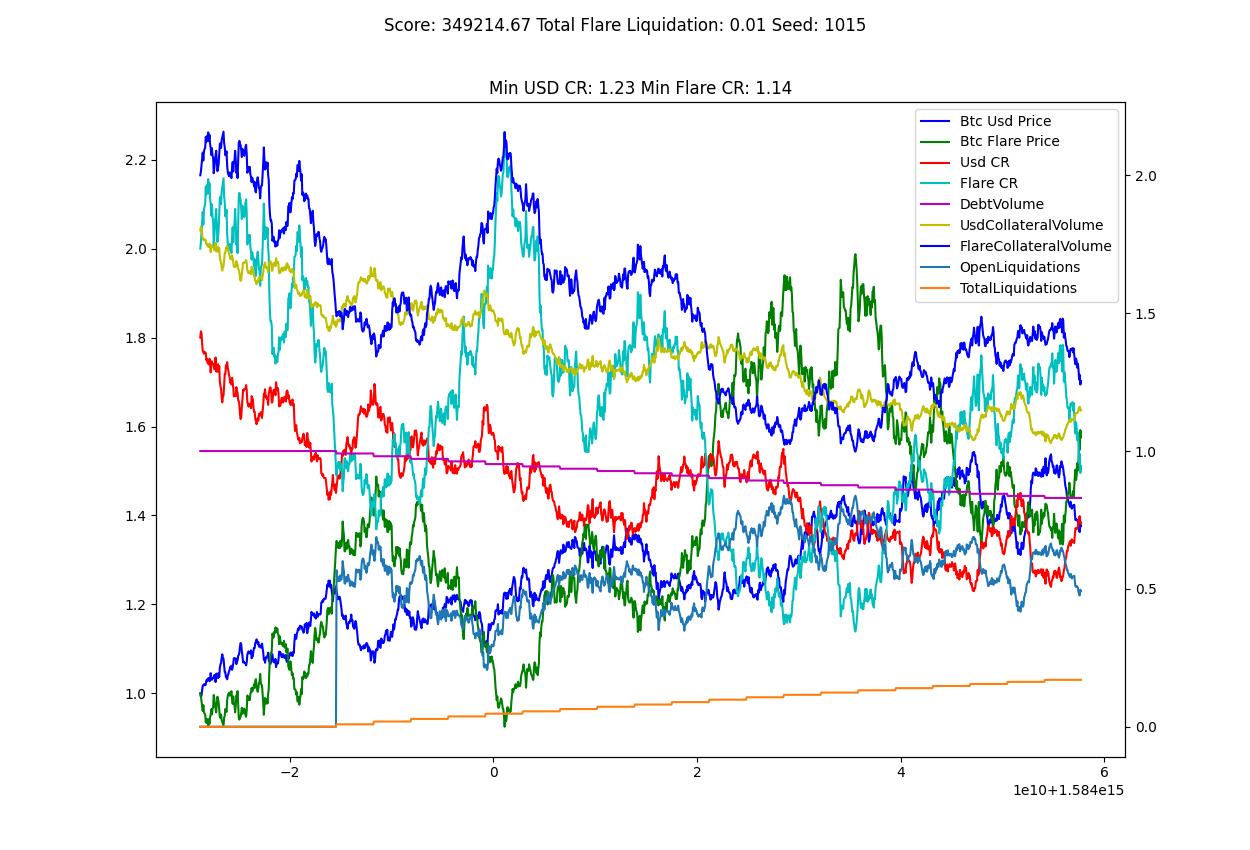 Score: 349214.67 Total Flare Liquidation: 0.01 Seed: 1015
Min USD CR: 1.23 Min Flare CR: 1.14
Btc Usd Price
Btc Flare Price
Usd CR
Flare CR
DebtVolume
UsdCollateralVolume
FlareCollateralVolume
OpenLiquidations
TotalLiquidations
2.2
2.0
1.8
1.6
1.4
1.2
1.0
2.0
1.5
1.0
0.5
0.0
−2
0
2
4
6
1e10+1.584e15